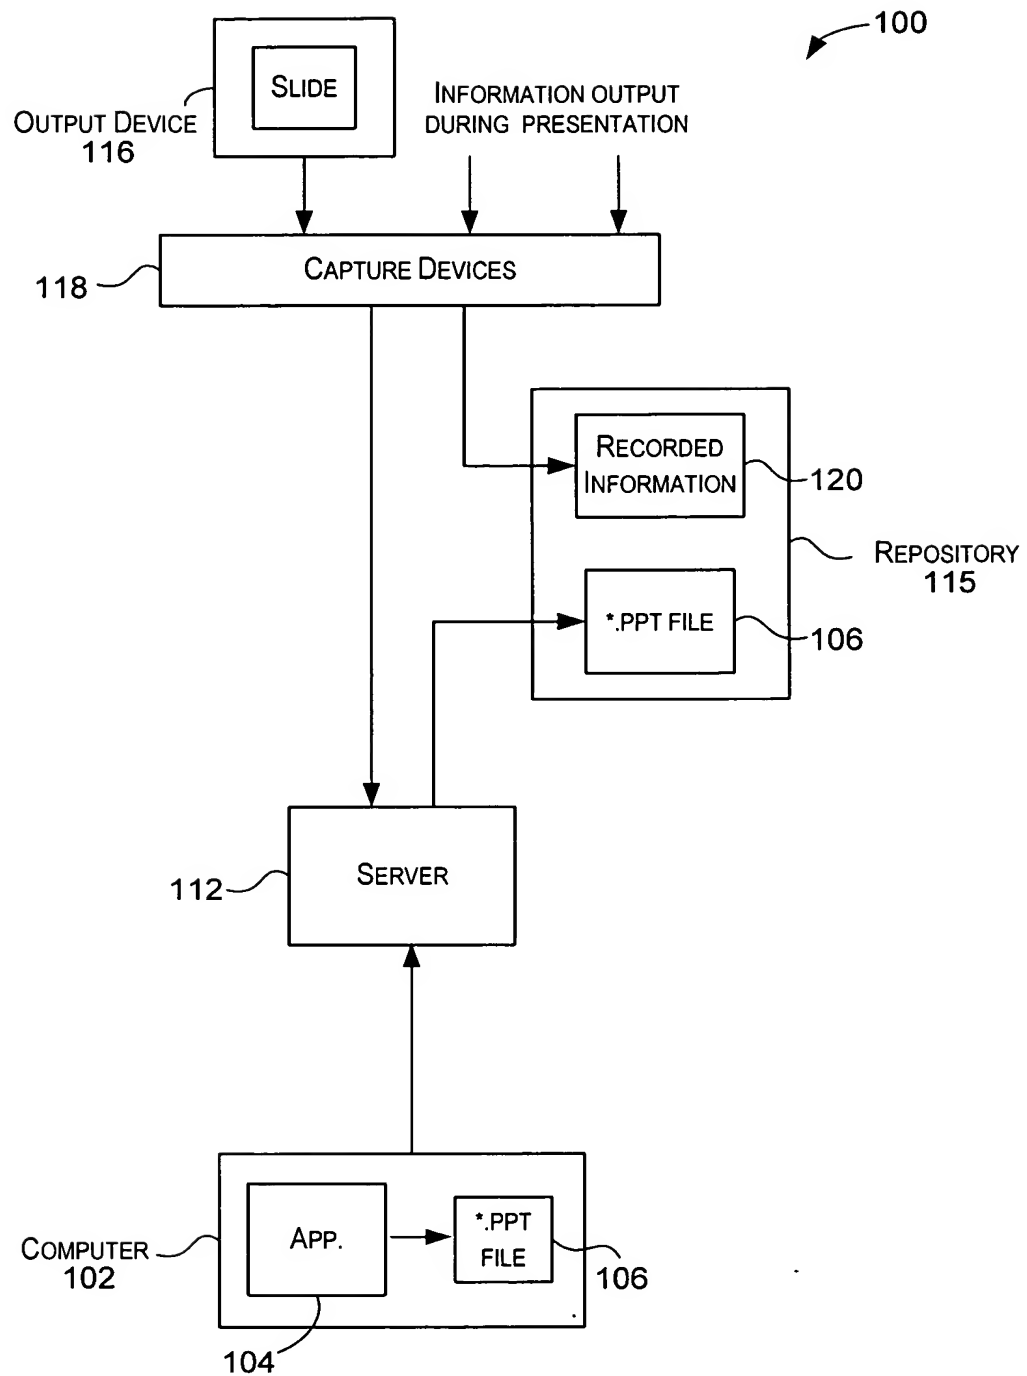 100
SLIDE
INFORMATION OUTPUT
DURING PRESENTATION
OUTPUT DEVICE
116
CAPTURE DEVICES
118
RECORDED
INFORMATION
120
REPOSITORY
115
*.PPT FILE
106
SERVER
112
APP.
*.PPT
FILE
COMPUTER
102
106
104